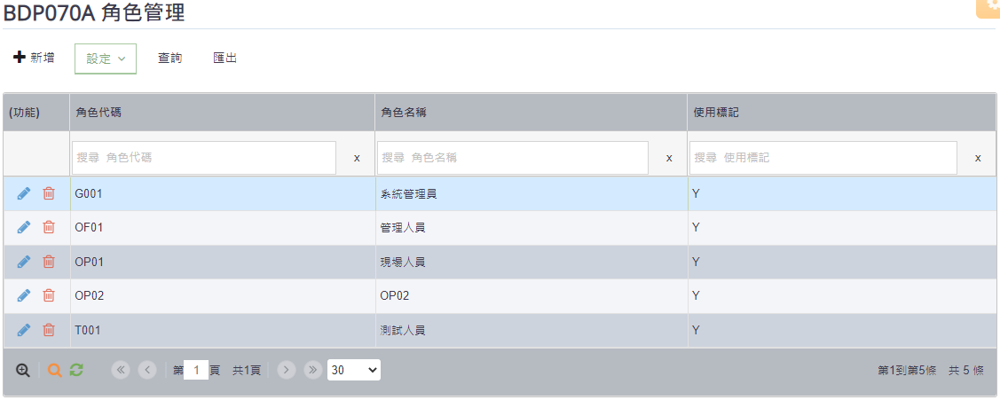 BDP070A 角色管理
新增 設定 查詢 匯出
(功能) 角色代碼 角色名稱 使用標記
搜尋 角色代碼 x 搜尋 角色名稱 x 搜尋 使用標記 x
G001 系統管理員 Y
OF01 管理人員 Y
OP01 現場人員 Y
OP02 OP02 Y
T001 測試人員 Y
第 1 頁 共1頁 30 第1到第5條 共 5 條